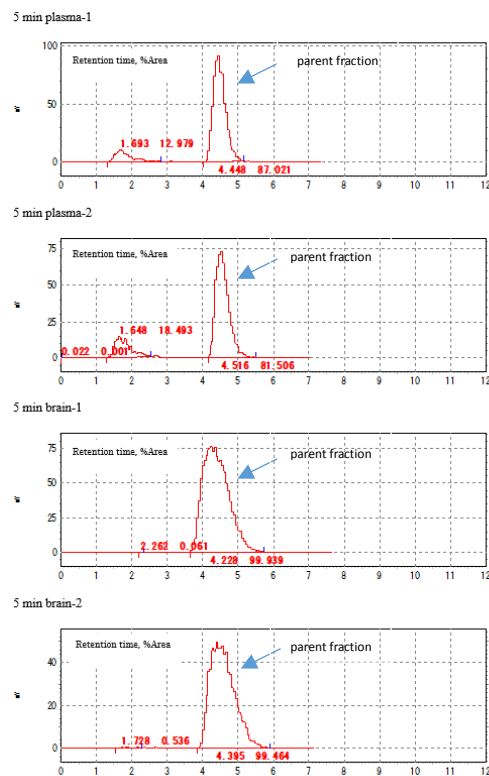 5 min plasma-1
100
Retention time, %Area
parent fraction
50
1.693 12.979
0
4.448 87.021
0 1 2 3 4 5 6 7 8 9 10 11 12
5 min plasma-2
75
Retention time, %Area
parent fraction
50
25
1.648 18.493
0.022 0.001
0
4.516 81.506
0 1 2 3 4 5 6 7 8 9 10 11 12
5 min brain-1
75
Retention time, %Area
parent fraction
50
25
2.262 0.061
0
4.228 99.939
0 1 2 3 4 5 6 7 8 9 10 11 12
5 min brain-2
Retention time, %Area
parent fraction
40
20
1.728 0.536
0
4.395 99.464
0 1 2 3 4 5 6 7 8 9 10 11 12